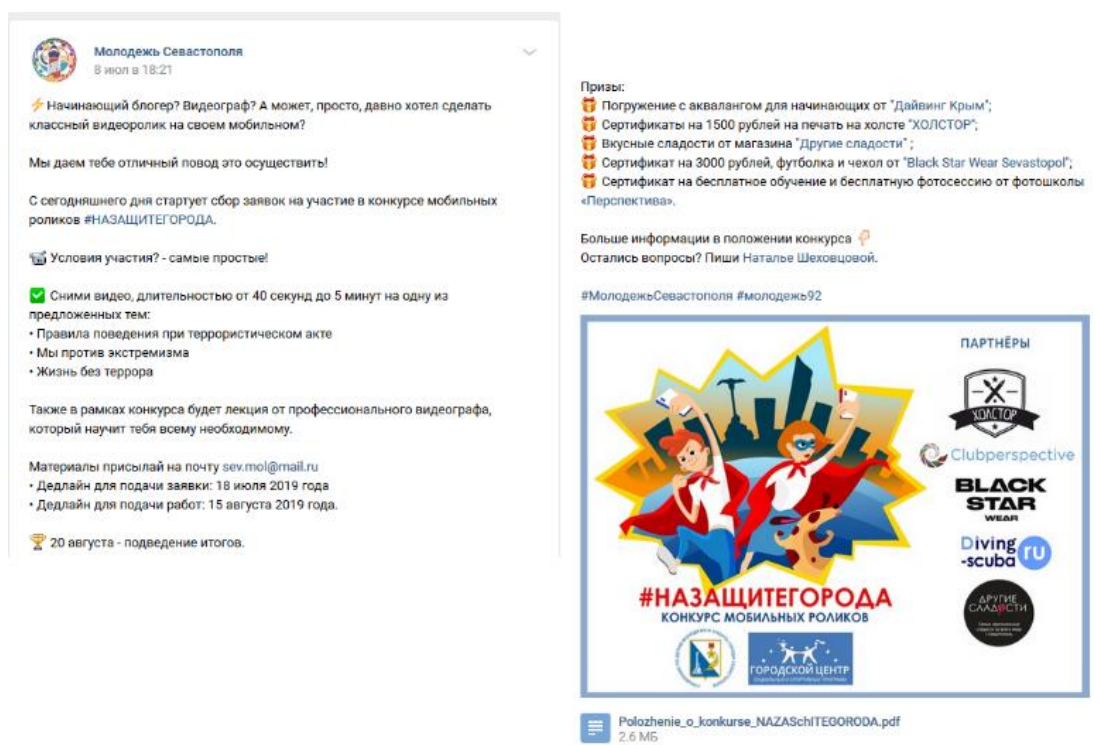 Молодежь Севастополя
8 июл в 18:21
⚡ Начинающий блогер? Видеограф? А может, просто, давно хотел сделать
классный видеоролик на своем мобильном?
Мы даем тебе отличный повод это осуществить!
С сегодняшнего дня стартует сбор заявок на участие в конкурсе мобильных
роликов #НАЗАЩИТЕГОРОДА.
📹 Условия участия? - самые простые!
✅ Сними видео, длительностью от 40 секунд до 5 минут на одну из
предложенных тем:
• Правила поведения при террористическом акте
• Мы против экстремизма
• Жизнь без террора
Также в рамках конкурса будет лекция от профессионального видеографа,
который научит тебя всему необходимому.
Материалы присылай на почту sev.mol@mail.ru
• Дедлайн для подачи заявки: 18 июля 2019 года
• Дедлайн для подачи работ: 15 августа 2019 года.
🏆 20 августа - подведение итогов.
Призы:
🎁 Погружение с аквалангом для начинающих от "Дайвинг Крым";
🎁 Сертификаты на 1500 рублей на печать на холсте "ХОЛСТОР";
🎁 Вкусные сладости от магазина "Другие сладости" ;
🎁 Сертификат на 3000 рублей, футболка и чехол от "Black Star Wear Sevastopol";
🎁 Сертификат на бесплатное обучение и бесплатную фотосессию от фотошколы
«Перспектива».
Больше информации в положении конкурса 👇🏻
Остались вопросы? Пиши Наталье Шеховцовой.
#МолодежьСевастополя #молодежь92
ПАРТНЁРЫ
ХОЛСТОР
Clubperspective
BLACK
STAR
WEAR
Diving
-scuba ru
ДРУГИЕ
СЛАДОСТИ
#НАЗАЩИТЕГОРОДА
КОНКУРС МОБИЛЬНЫХ РОЛИКОВ
ГОРОДСКОЙ ЦЕНТР
Polozhenie_o_konkurse_NAZASchITEGORODA.pdf
2.6 МБ